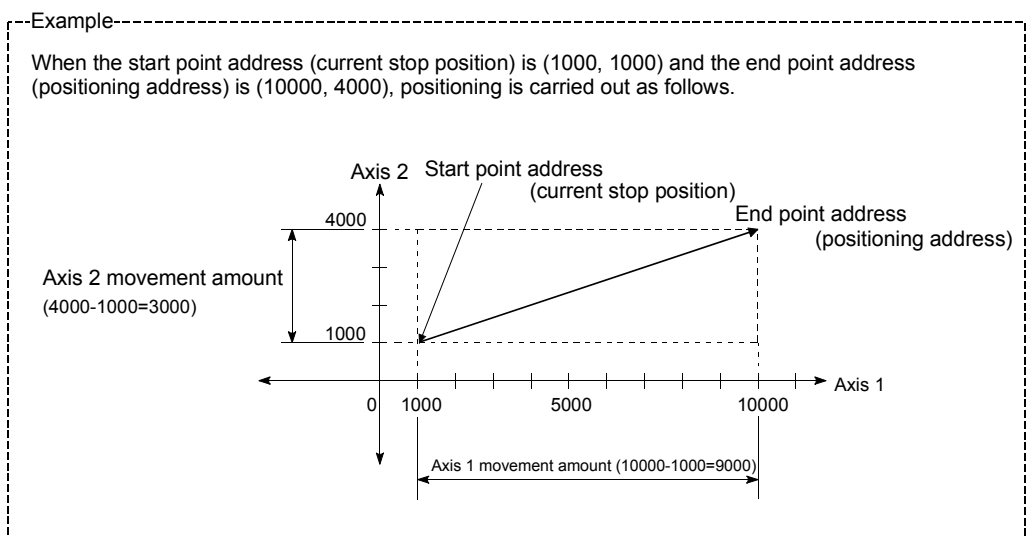 Example
When the start point address (current stop position) is (1000, 1000) and the end point address
(positioning address) is (10000, 4000), positioning is carried out as follows.
Axis 2
Start point address
(current stop position)
4000
End point address
(positioning address)
Axis 2 movement amount
(4000-1000=3000)
1000
Axis 1
0 1000 5000 10000
Axis 1 movement amount (10000-1000=9000)